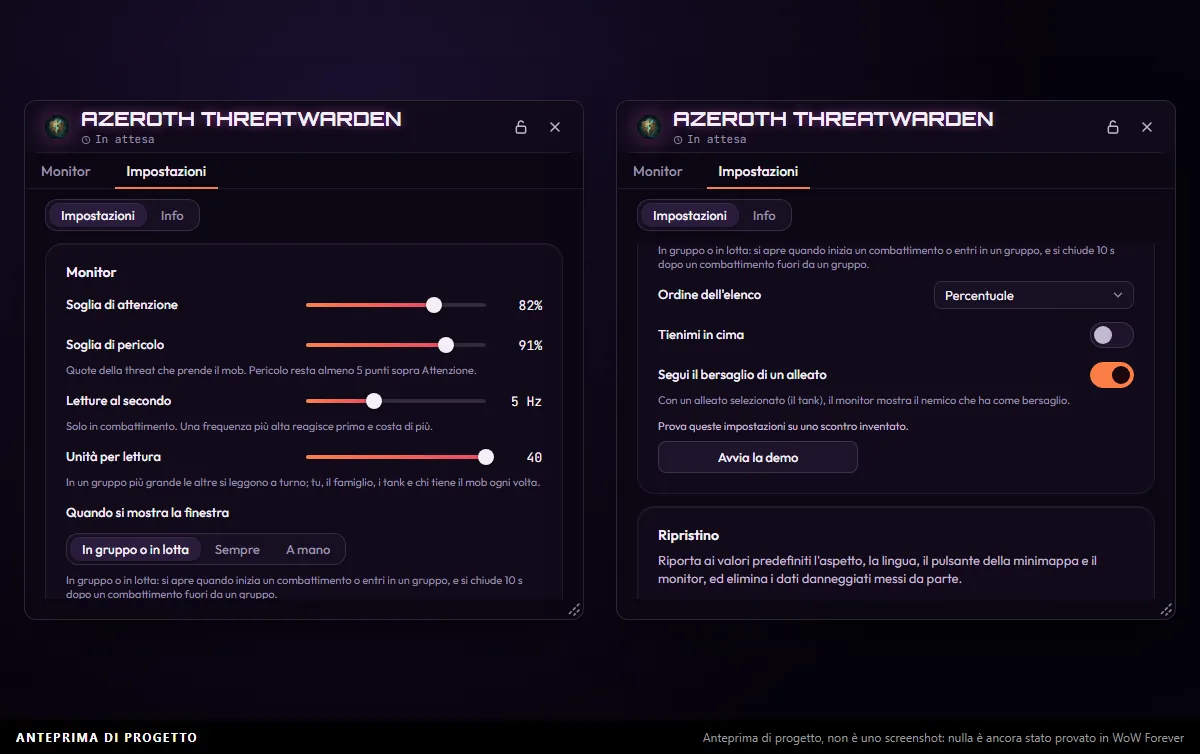 AZEROTH THREATWARDEN
In attesa
Monitor
Impostazioni
Impostazioni
Info
Monitor
Soglia di attenzione
82%
Soglia di pericolo
91%
Quote della threat che prende il mob. Pericolo resta almeno 5 punti sopra Attenzione.
Letture al secondo
5 Hz
Solo in combattimento. Una frequenza più alta reagisce prima e costa di più.
Unità per lettura
40
In un gruppo più grande le altre si leggono a turno; tu, il famiglio, i tank e chi tiene il mob ogni volta.
Quando si mostra la finestra
In gruppo o in lotta
Sempre
A mano
In gruppo o in lotta: si apre quando inizia un combattimento o entri in un gruppo, e si chiude 10 s
dopo un combattimento fuori da un gruppo.
AZEROTH THREATWARDEN
In attesa
Monitor
Impostazioni
Impostazioni
Info
In gruppo o in lotta: si apre quando inizia un combattimento o entri in un gruppo, e si chiude 10 s
dopo un combattimento fuori da un gruppo.
Ordine dell'elenco
Percentuale
Tienimi in cima
Segui il bersaglio di un alleato
Con un alleato selezionato (il tank), il monitor mostra il nemico che ha come bersaglio.
Prova queste impostazioni su uno scontro inventato.
Avvia la demo
Ripristino
Riporta ai valori predefiniti l'aspetto, la lingua, il pulsante della minimappa e il
monitor, ed elimina i dati danneggiati messi da parte.
ANTEPRIMA DI PROGETTO
Anteprima di progetto, non è uno screenshot: nulla è ancora stato provato in WoW Forever